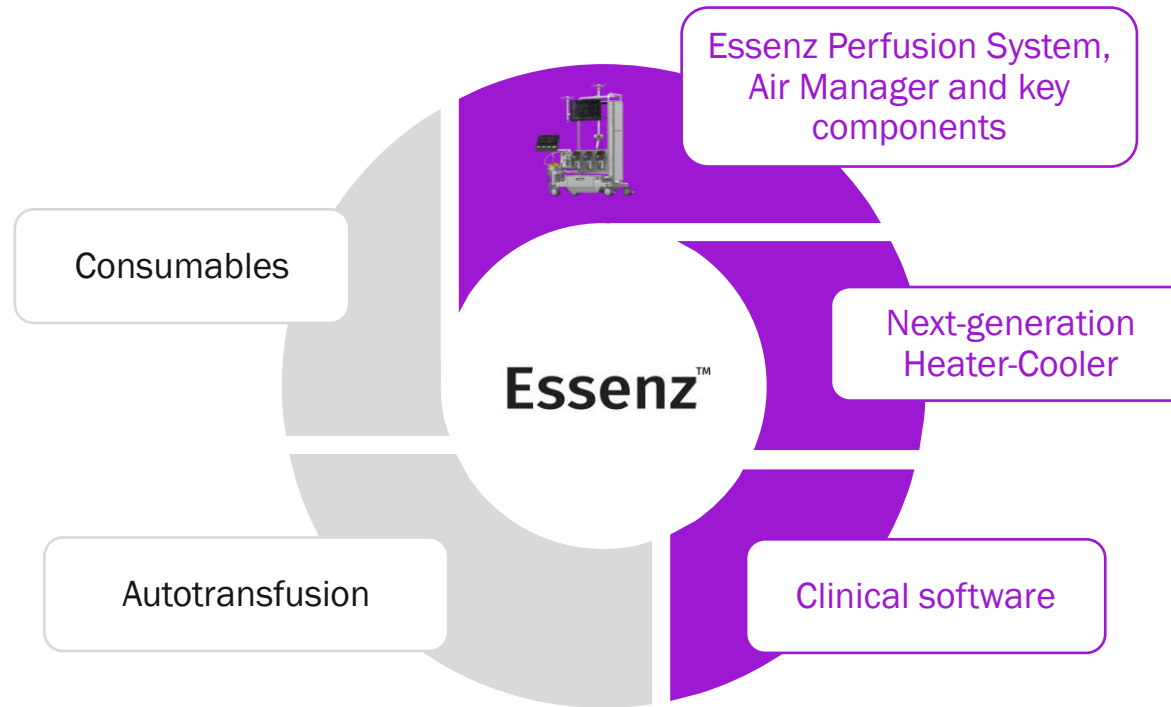 Essenz Perfusion System,
Air Manager and key
components
Consumables
Next-generation
Heater-Cooler
Essenz™
Autotransfusion
Clinical software